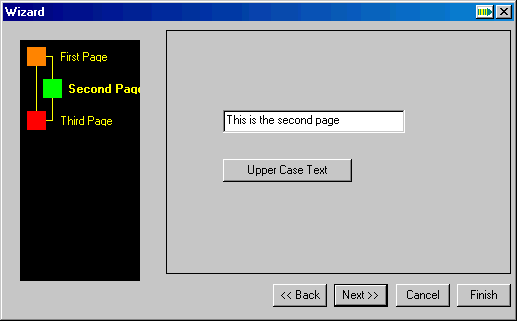 Wizard
First Page
Second Page
Third Page
This is the second page
Upper Case Text
<< Back
Next >>
Cancel
Finish